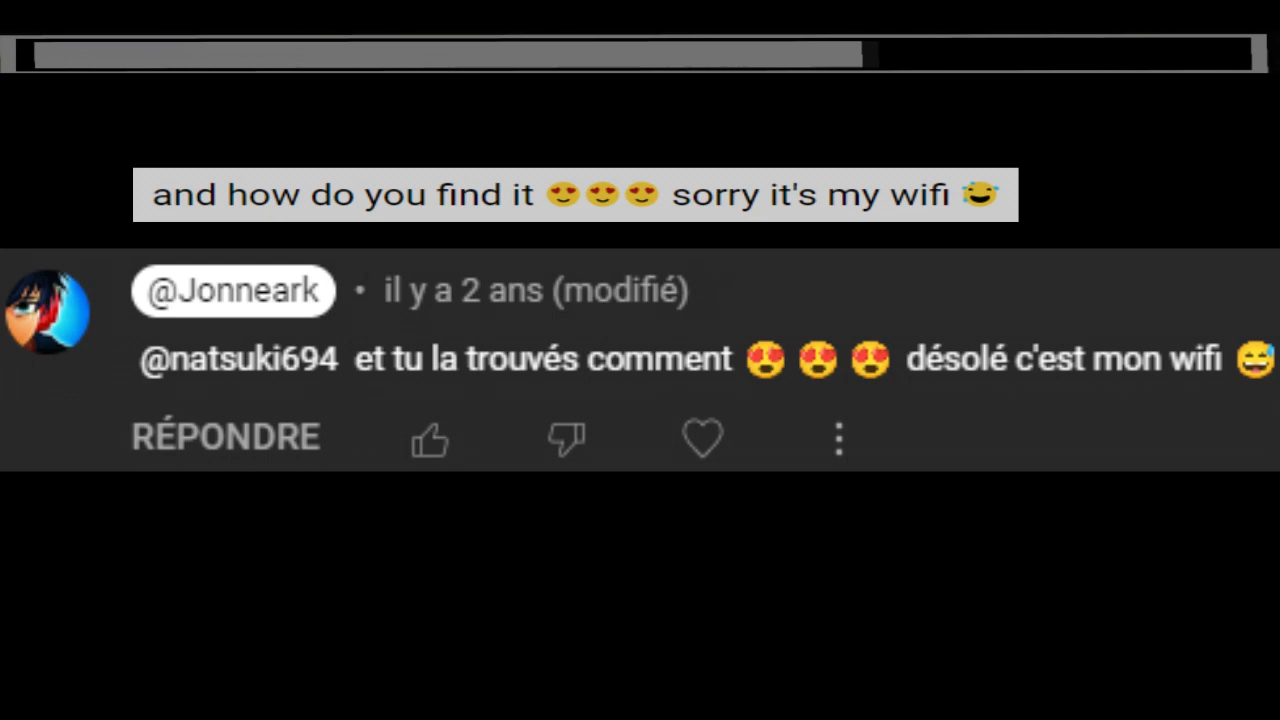 and how do you find it 😍😍😍 sorry it's my wifi 😂
@Jonneark • il y a 2 ans (modifié)
@natsuki694 et tu la trouvés comment 😍 😍 😍 désolé c'est mon wifi 😅
RÉPONDRE